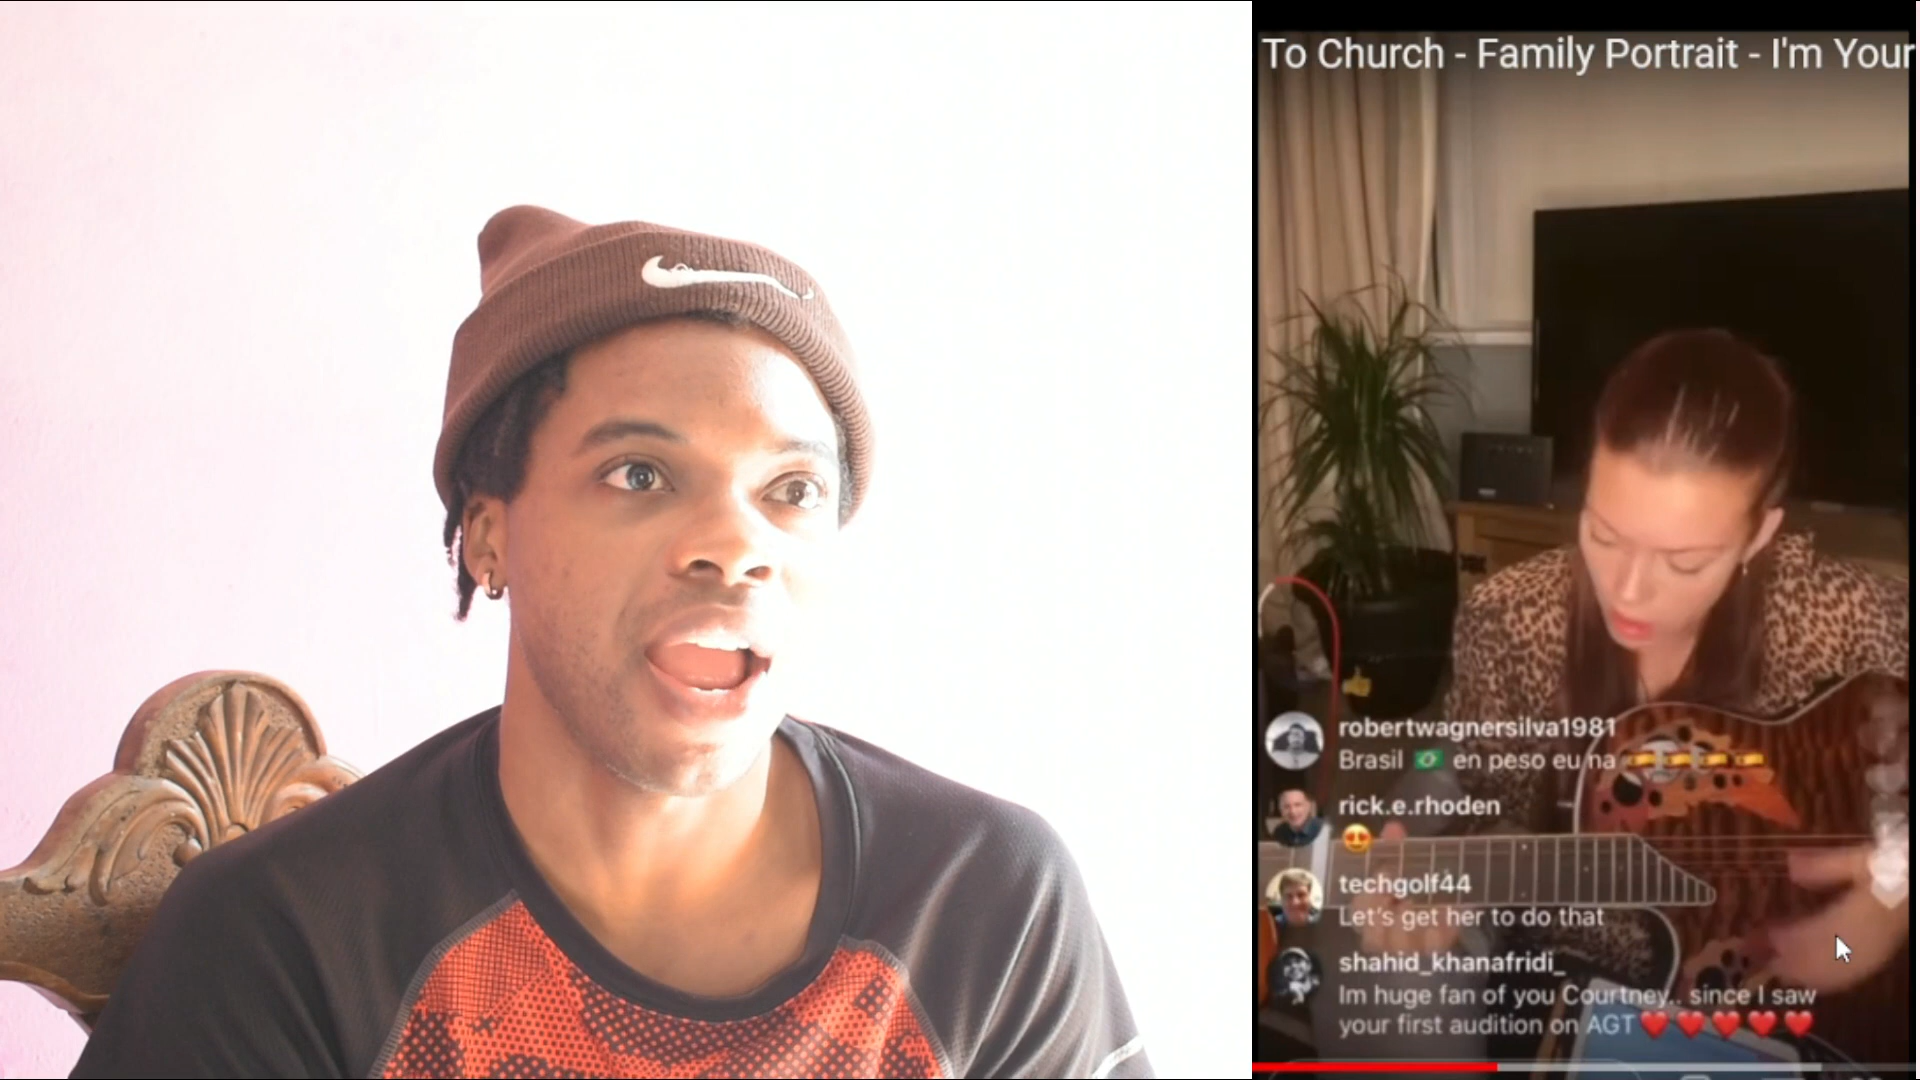 To Church - Family Portrait - I'm Your
robertwagnersilva1981
Brasil 🇧🇷 en peso eu na
rick.e.rhoden
😍
techgolf44
Let's get her to do that
shahid_khanafridi_
Im huge fan of you Courtney.. since I saw
your first audition on AGT❤️❤️❤️❤️❤️